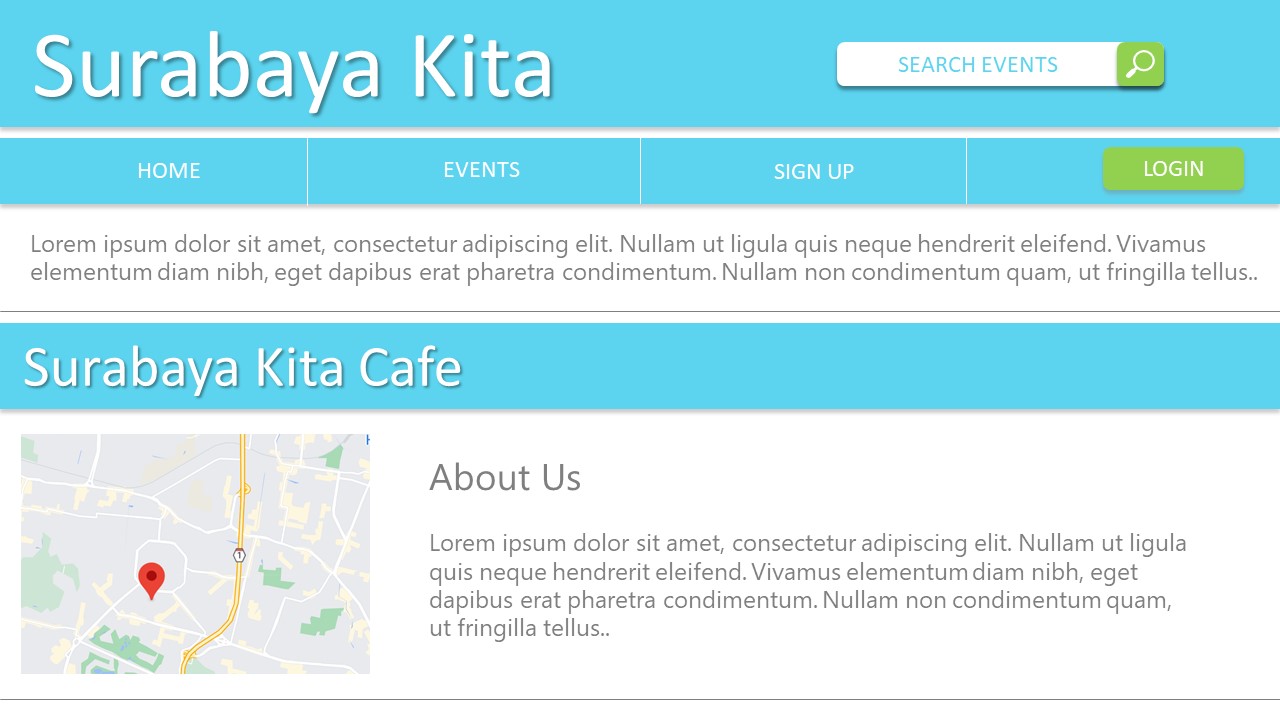 Surabaya Kita
SEARCH EVENTS
HOME
EVENTS
SIGN UP
LOGIN
Lorem ipsum dolor sit amet, consectetur adipiscing elit. Nullam ut ligula quis neque hendrerit eleifend. Vivamus
elementum diam nibh, eget dapibus erat pharetra condimentum. Nullam non condimentum quam, ut fringilla tellus..
Surabaya Kita Cafe
1
About Us
Lorem ipsum dolor sit amet, consectetur adipiscing elit. Nullam ut ligula
quis neque hendrerit eleifend. Vivamus elementum diam nibh, eget
dapibus erat pharetra condimentum. Nullam non condimentum quam,
ut fringilla tellus..